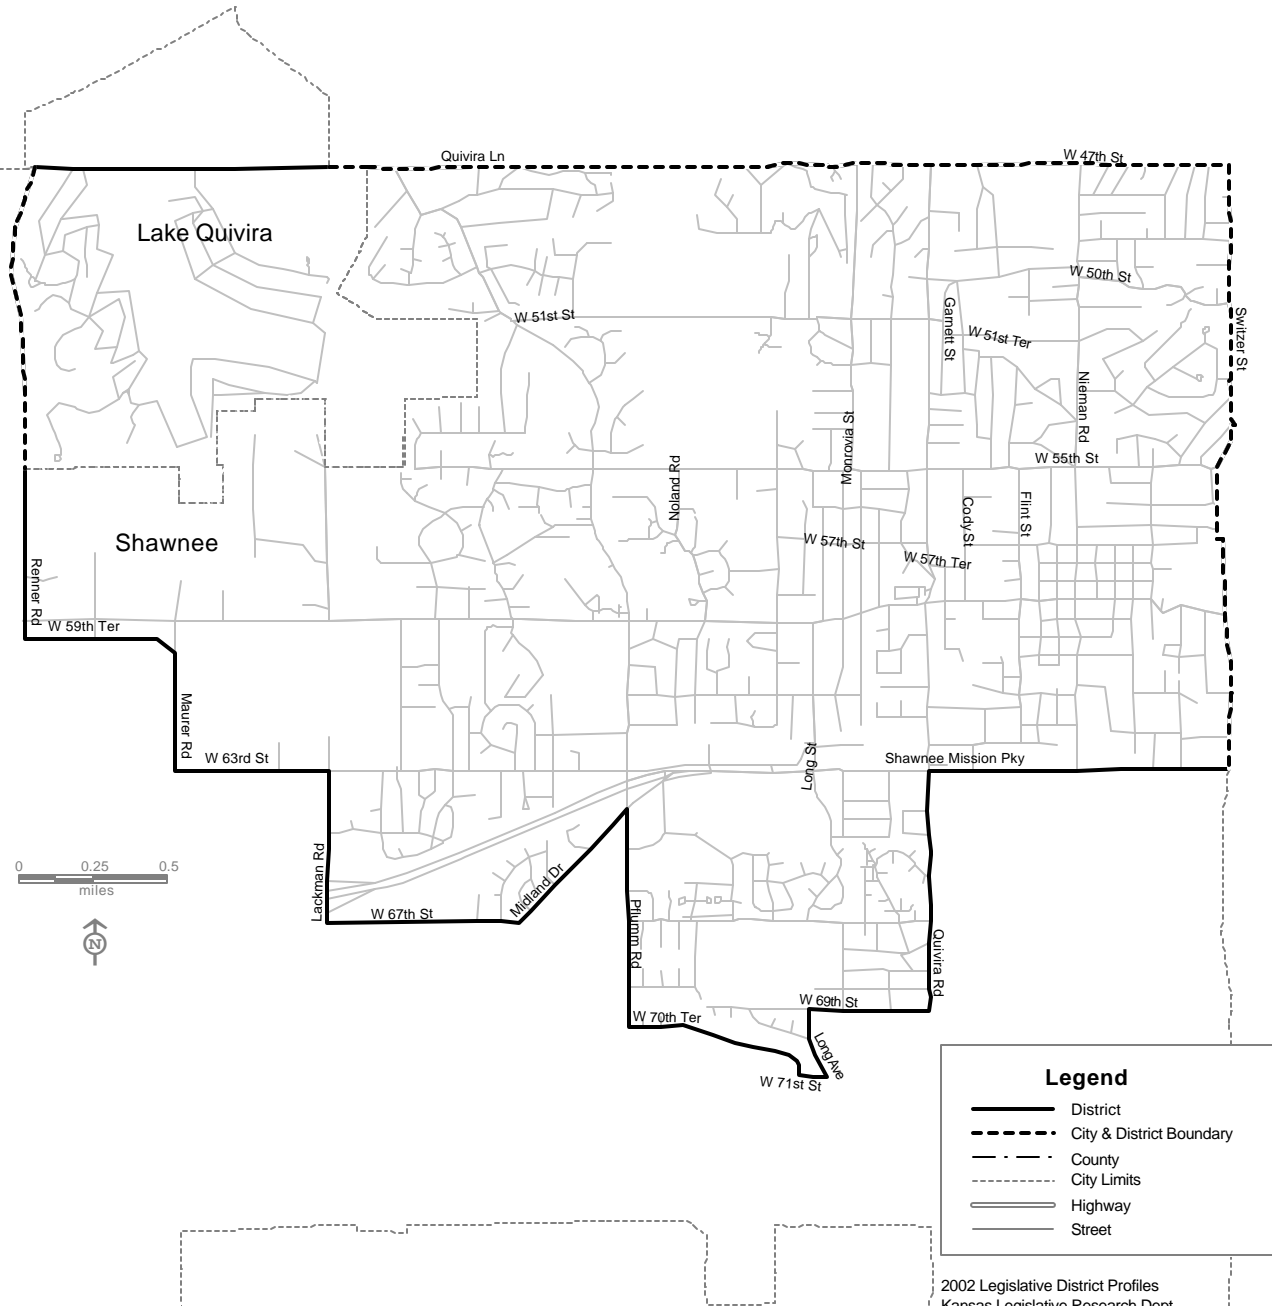 Quivira Ln
W 47th St
Lake Quivira
W 50th St
W 51st St
Garnett St
W 51st Ter
Switzer St
Nieman Rd
Monrovia St
W 55th St
Noland Rd
Cody St
Flint St
Shawnee
W 57th St
W 57th Ter
Renner Rd
W 59th Ter
Maurer Rd
W 63rd St
Long St
Shawnee Mission Pky
0 0.25 0.5
miles
N
Lackman Rd
W 67th St
Midland Dr
Pflumm Rd
Quivira Rd
W 69th St
W 70th Ter
Long Ave
W 71st St
Legend
District
City & District Boundary
County
City Limits
Highway
Street
2002 Legislative District Profiles
Kansas Legislative Research Dept